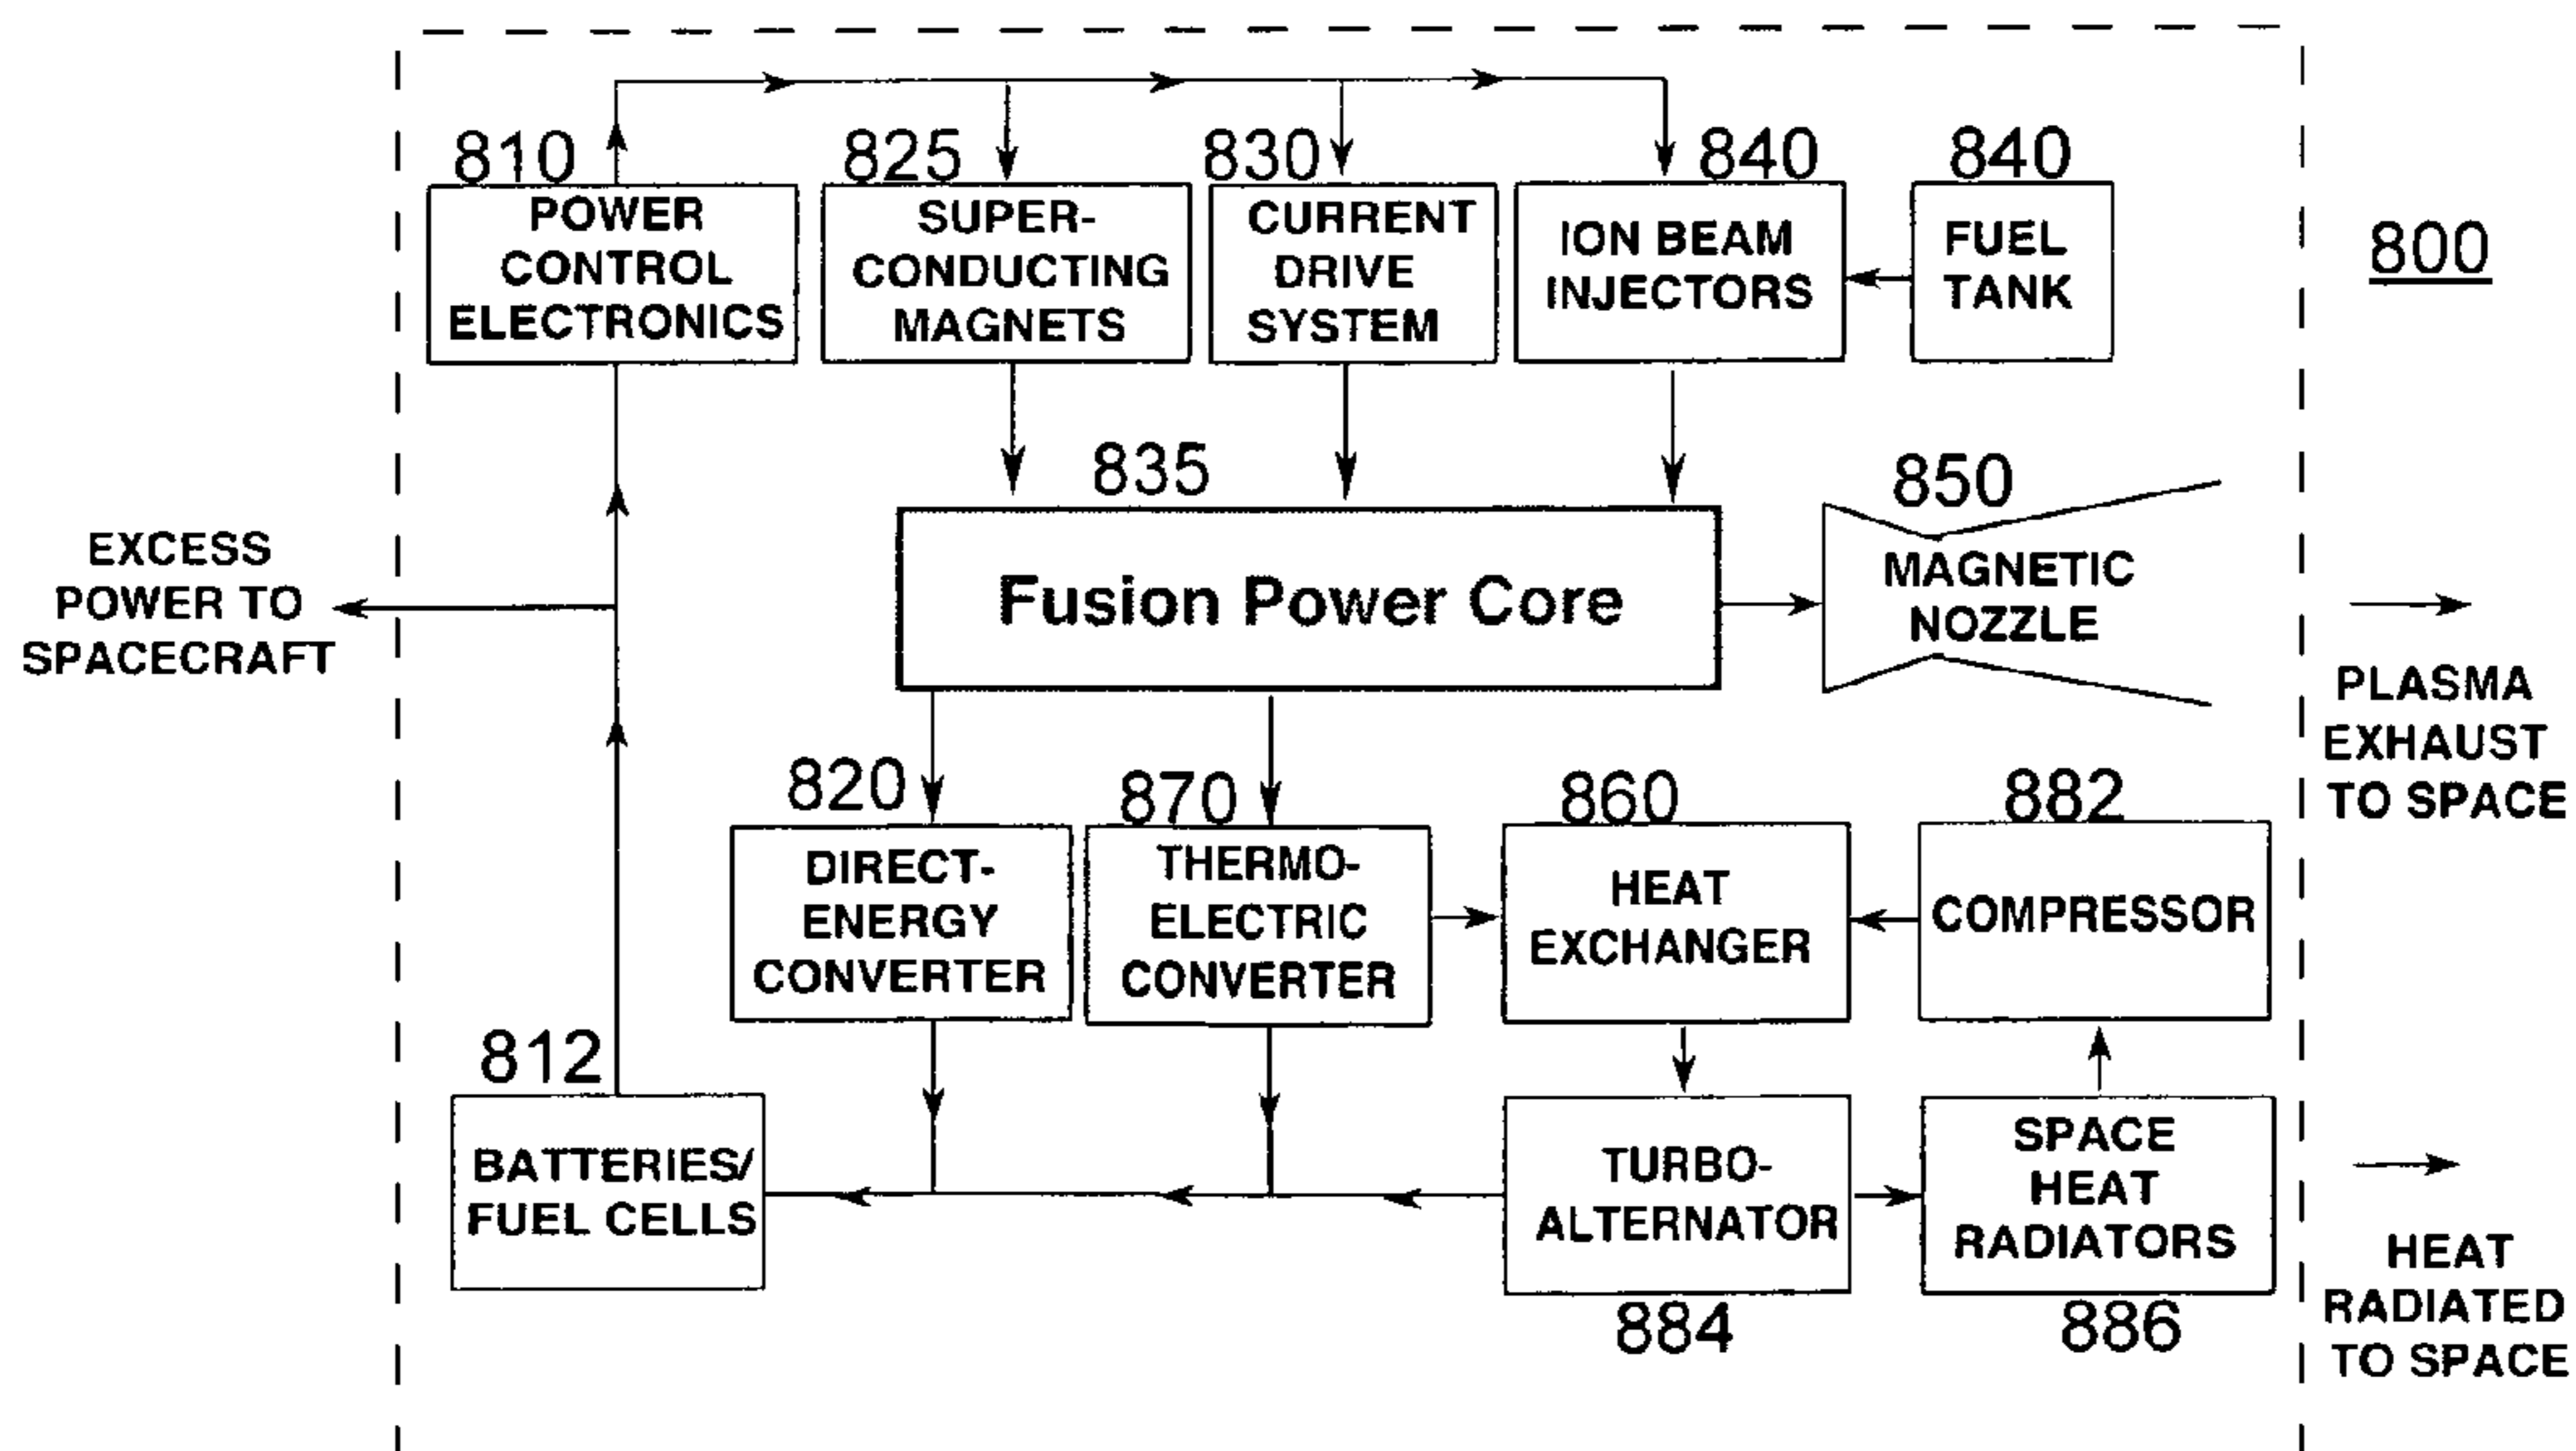 810
POWER
CONTROL
ELECTRONICS
825
SUPER-
CONDUCTING
MAGNETS
830
CURRENT
DRIVE
SYSTEM
840
ION BEAM
INJECTORS
840
FUEL
TANK
800
EXCESS
POWER TO
SPACECRAFT
835
Fusion Power Core
850
MAGNETIC
NOZZLE
PLASMA
EXHAUST
TO SPACE
820
DIRECT-
ENERGY
CONVERTER
870
THERMO-
ELECTRIC
CONVERTER
860
HEAT
EXCHANGER
882
COMPRESSOR
812
BATTERIES/
FUEL CELLS
TURBO-
ALTERNATOR
884
SPACE
HEAT
RADIATORS
886
HEAT
RADIATED
TO SPACE